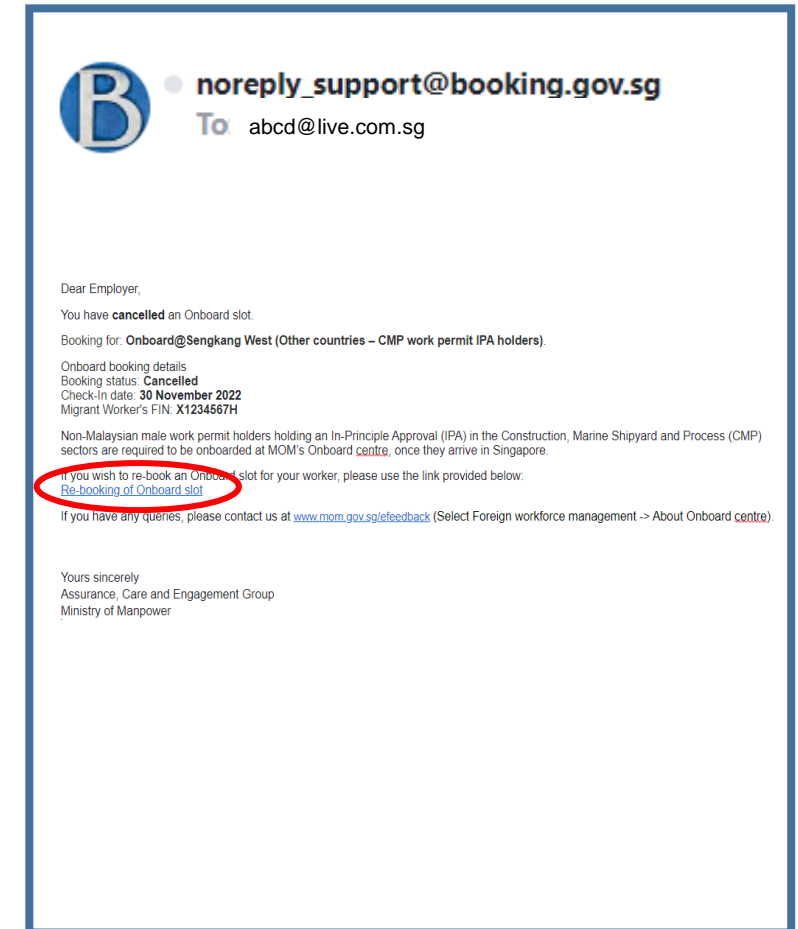 B
noreply_support@booking.gov.sg
To: abcd@live.com.sg
Dear Employer,
You have cancelled an Onboard slot.
Booking for: Onboard@Sengkang West (Other countries – CMP work permit IPA holders).
Onboard booking details
Booking status: Cancelled
Check-In date: 30 November 2022
Migrant Worker's FIN: X1234567H
Non-Malaysian male work permit holders holding an In-Principle Approval (IPA) in the Construction, Marine Shipyard and Process (CMP)
sectors are required to be onboarded at MOM's Onboard centre, once they arrive in Singapore.
If you wish to re-book an Onboard slot for your worker, please use the link provided below:
Re-booking of Onboard slot
If you have any queries, please contact us at www.mom.gov.sg/efeedback (Select Foreign workforce management -> About Onboard centre).
Yours sincerely
Assurance, Care and Engagement Group
Ministry of Manpower